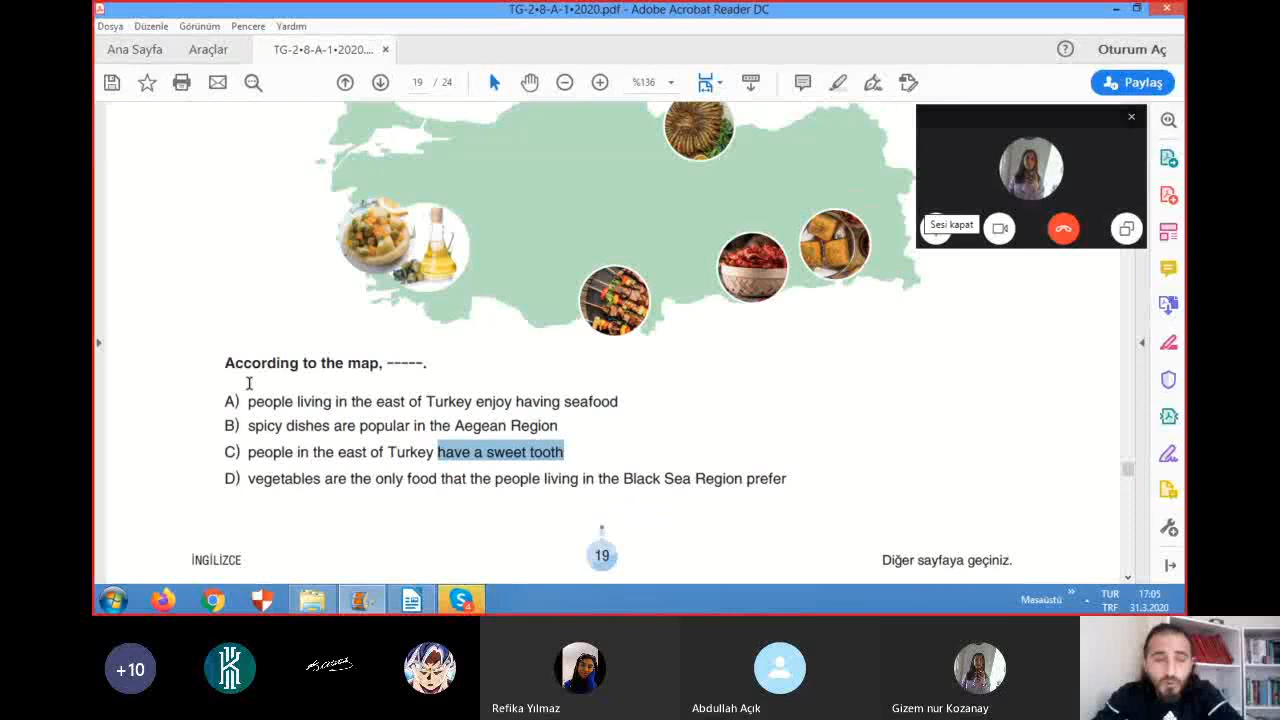 TG-2•8-A-1•2020.pdf - Adobe Acrobat Reader DC
Dosya Düzenle Görünüm Pencere Yardım
Ana Sayfa Araçlar TG-2•8-A-1•2020.... × ? Oturum Aç
19 / 24 %136 Paylaş
Sesi kapat
According to the map, -----.
A) people living in the east of Turkey enjoy having seafood
B) spicy dishes are popular in the Aegean Region
C) people in the east of Turkey have a sweet tooth
D) vegetables are the only food that the people living in the Black Sea Region prefer
İNGİLİZCE 19 Diğer sayfaya geçiniz.
4 Masaüstü » TUR 17:05
TRF 31.3.2020
+10
Refika Yılmaz Abdullah Açık Gizem nur Kozanay